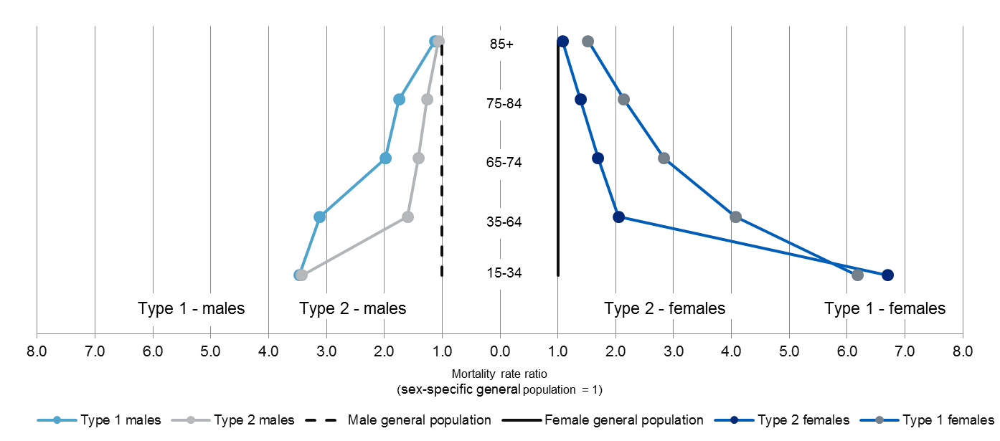 85+
75-84
65-74
35-64
15-34
Type 1 - males
Type 2 - males
Type 2 - females
Type 1 - females
8.0 7.0 6.0 5.0 4.0 3.0 2.0 1.0 0.0 1.0 2.0 3.0 4.0 5.0 6.0 7.0 8.0
Mortality rate ratio
(sex-specific general population = 1)
Type 1 males Type 2 males Male general population Female general population Type 2 females Type 1 females